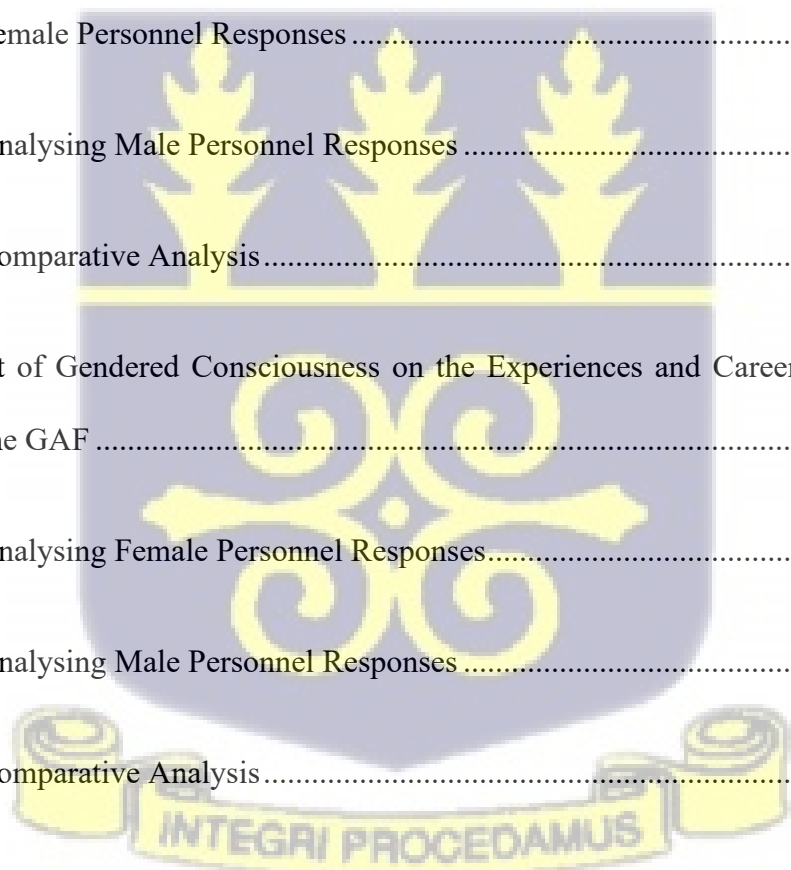 emale Personnel Responses ................................................
nalysing Male Personnel Responses ....................................
omparative Analysis ...........................................................
t of Gendered Consciousness on the Experiences and Career
ne GAF ...............................................................................
nalysing Female Personnel Responses..................................
nalysing Male Personnel Responses ....................................
omparative Analysis ...........................................................
INTEGRI PROCEDAMUS